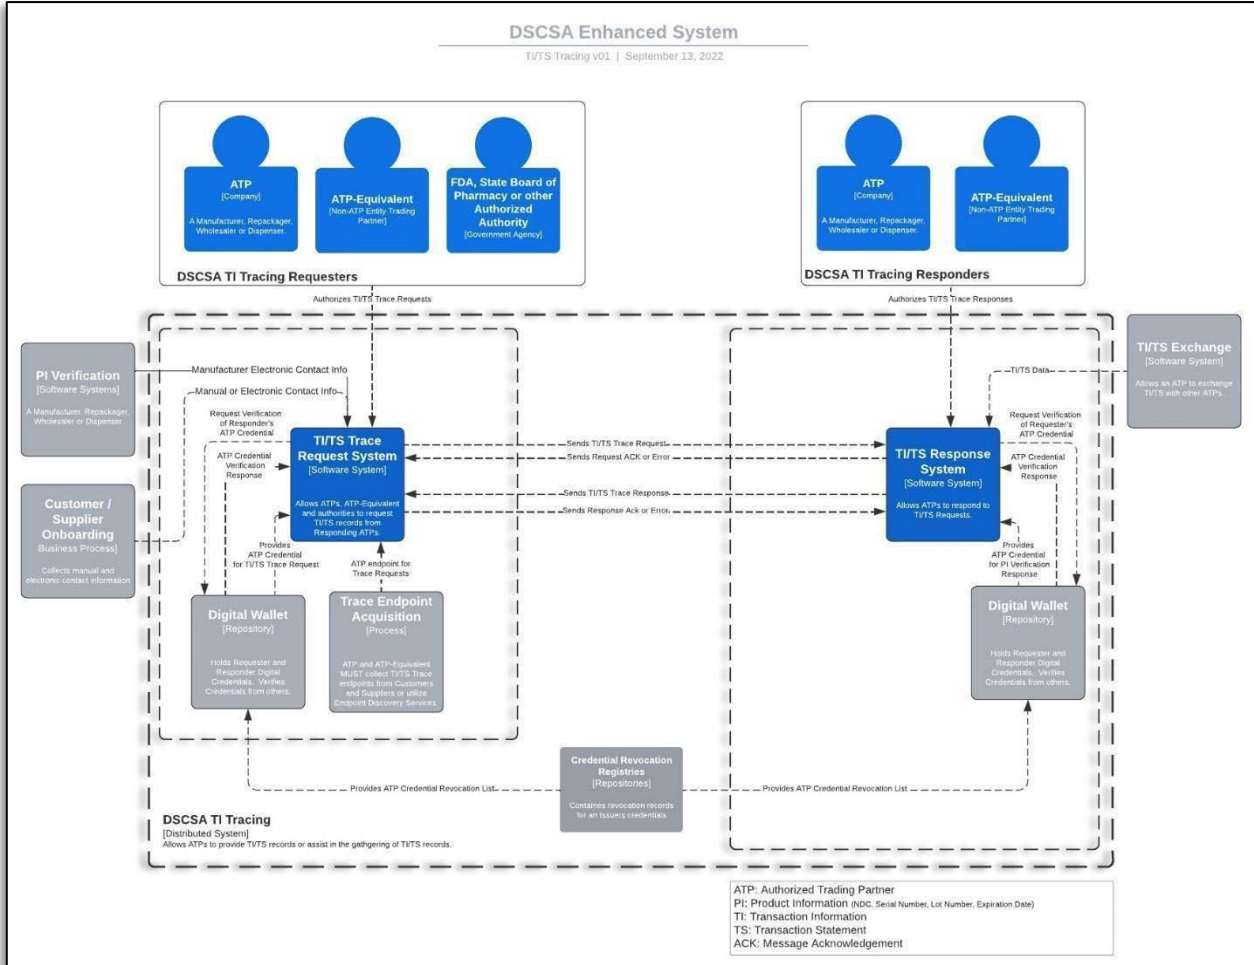 DSCSA Enhanced System
TI/TS Tracing v01 | September 13, 2022
ATP
[Company]
A Manufacturer, Repackager,
Wholesaler or Dispenser.
ATP-Equivalent
[Non-ATP Entity Trading
Partner]
FDA, State Board of
Pharmacy or other
Authorized
Authority
[Government Agency]
DSCSA TI Tracing Requesters
ATP
[Company]
A Manufacturer, Repackager,
Wholesaler or Dispenser.
ATP-Equivalent
[Non-ATP Entity Trading
Partner]
DSCSA TI Tracing Responders
Authorizes TI/TS Trace Requests
Authorizes TI/TS Trace Responses
PI Verification
[Software Systems]
A Manufacturer, Repackager,
Wholesaler or Dispenser
Manufacturer Electronic Contact Info
Manual or Electronic Contact Info
Customer /
Supplier
Onboarding
Business Process]
Collects manual and
electronic contact information
Request Verification
of Responder's
ATP Credential
ATP Credential
Verification
Response
TI/TS Trace
Request System
[Software System]
Allows ATPs, ATP-Equivalent
and authorities to request
TI/TS records from
Responding ATPs.
Provides
ATP Credential
for TI/TS Trace Request
ATP endpoint for
Trace Requests
Digital Wallet
[Repository]
Holds Requester and
Responder Digital
Credentials. Verifies
Credentials from others.
Trace Endpoint
Acquisition
[Process]
ATP and ATP-Equivalent
MUST collect TI/TS Trace
endpoints from Customers
and Suppliers or utilize
Endpoint Discovery Services.
Sends TI/TS Trace Request
Sends Request ACK or Error
Sends TI/TS Trace Response
Sends Response Ack or Error
TI/TS Exchange
[Software System]
Allows an ATP to exchange
TI/TS with other ATPs.
TI/TS Data
Request Verification
of Requester's
ATP Credential
ATP Credential
Verification
Response
TI/TS Response
System
[Software System]
Allows ATPs to respond to
TI/TS Requests.
Provides
ATP Credential
for PI Verification
Response
Digital Wallet
[Repository]
Holds Requester and
Responder Digital
Credentials. Verifies
Credentials from others.
Credential Revocation
Registries
[Repositories]
Containes revocation records
for an Issuers credentials
Provides ATP Credential Revocation List
Provides ATP Credential Revocation List
DSCSA TI Tracing
[Distributed System]
Allows ATPs to provide TI/TS records or assist in the gathgering of TI/TS records.
ATP: Authorized Trading Partner
PI: Product Information (NDC, Serial Number, Lot Number, Expiration Date)
TI: Transaction Information
TS: Transaction Statement
ACK: Message Acknowledgement